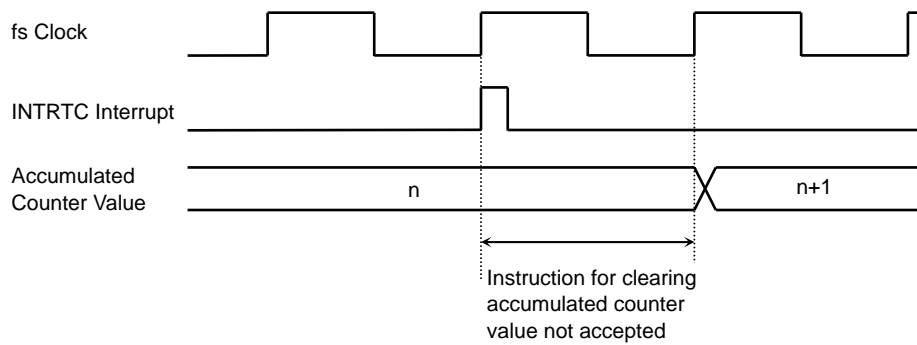 fs Clock
INTRTC Interrupt
Accumulated
Counter Value
n
n+1
Instruction for clearing
accumulated counter
value not accepted